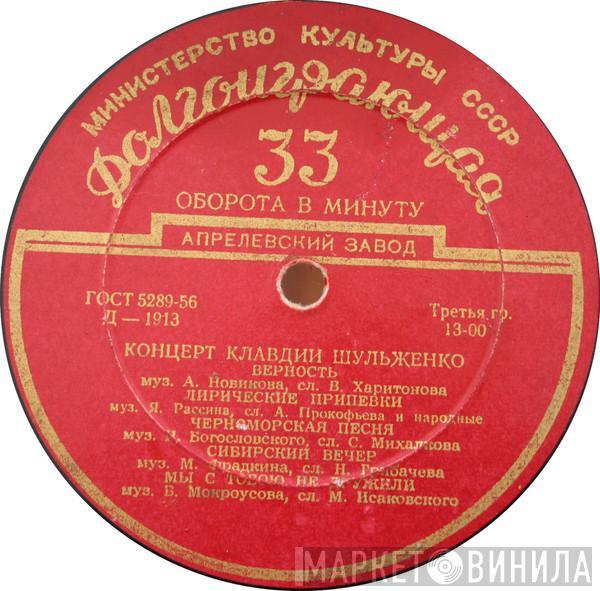 МИНИСТЕРСТВО КУЛЬТУРЫ СССР
Долгоиграющая
33
ОБОРОТА В МИНУТУ
АПРЕЛЕВСКИЙ ЗАВОД
ГОСТ 5289-56
Д — 1913
Третья гр.
13-00
КОНЦЕРТ КЛАВДИИ ШУЛЬЖЕНКО
ВЕРНОСТЬ
муз. А. Новикова, сл. В. Харитонова
ЛИРИЧЕСКИЕ ПРИПЕВКИ
муз. Я. Рассина, сл. А. Прокофьева и народные
ЧЕРНОМОРСКАЯ ПЕСНЯ
муз. Н. Богословского, сл. С. Михалкова
СИБИРСКИЙ ВЕЧЕР
муз. М. Фрадкина, сл. Н. Грибачева
МЫ С ТОБОЮ НЕ ДРУЖИЛИ
муз. Б. Мокроусова, сл. М. Исаковского
МАРКЕТ ВИНИЛА